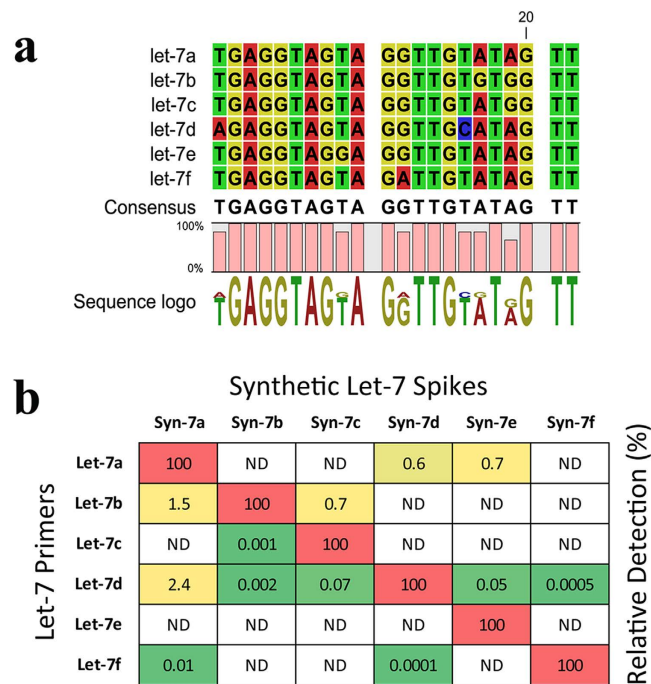 20
a
let-7a TGAGGTAGTA GGTTGTATAG TT
let-7b TGAGGTAGTA GGTTGTGTGG TT
let-7c TGAGGTAGTA GGTTGTATGG TT
let-7d AGAGGTAGTA GGTTGCATAG TT
let-7e TGAGGTAGGA GGTTGTATAG TT
let-7f TGAGGTAGTA GATTGTATAG TT
Consensus TGAGGTAGTA GGTTGTATAG TT
100%
0%
Sequence logo
b
Synthetic Let-7 Spikes
Syn-7a Syn-7b Syn-7c Syn-7d Syn-7e Syn-7f
Let-7a 100 ND ND 0.6 0.7 ND
Let-7b 1.5 100 0.7 ND ND ND
Let-7c ND 0.001 100 ND ND ND
Let-7d 2.4 0.002 0.07 100 0.05 0.0005
Let-7e ND ND ND ND 100 ND
Let-7f 0.01 ND ND 0.0001 ND 100
Let-7 Primers
Relative Detection (%)